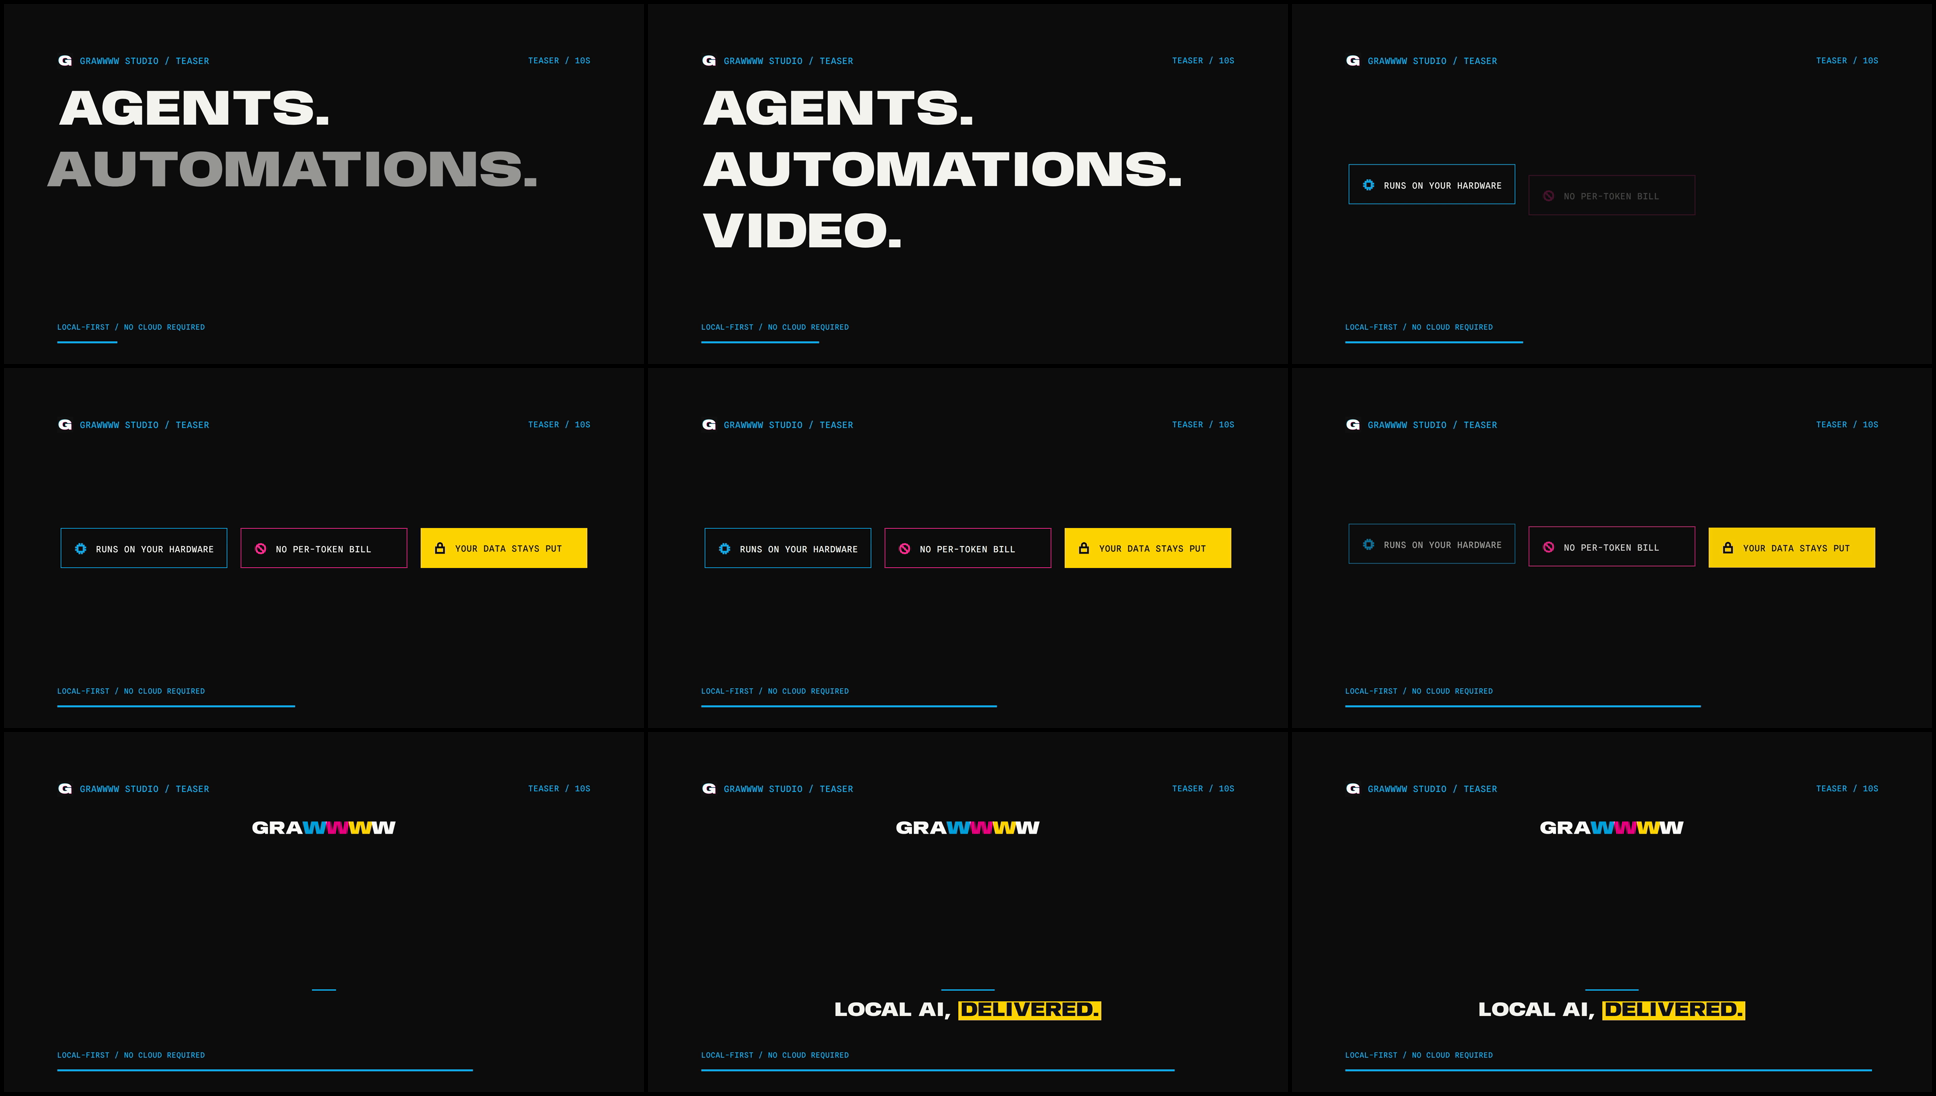 GRAWWWW STUDIO / TEASER
TEASER / 10S
AGENTS.
AUTOMATIONS.
LOCAL-FIRST / NO CLOUD REQUIRED
GRAWWWW STUDIO / TEASER
TEASER / 10S
AGENTS.
AUTOMATIONS.
VIDEO.
LOCAL-FIRST / NO CLOUD REQUIRED
GRAWWWW STUDIO / TEASER
TEASER / 10S
RUNS ON YOUR HARDWARE
NO PER-TOKEN BILL
LOCAL-FIRST / NO CLOUD REQUIRED
GRAWWWW STUDIO / TEASER
TEASER / 10S
RUNS ON YOUR HARDWARE
NO PER-TOKEN BILL
YOUR DATA STAYS PUT
LOCAL-FIRST / NO CLOUD REQUIRED
GRAWWWW STUDIO / TEASER
TEASER / 10S
RUNS ON YOUR HARDWARE
NO PER-TOKEN BILL
YOUR DATA STAYS PUT
LOCAL-FIRST / NO CLOUD REQUIRED
GRAWWWW STUDIO / TEASER
TEASER / 10S
RUNS ON YOUR HARDWARE
NO PER-TOKEN BILL
YOUR DATA STAYS PUT
LOCAL-FIRST / NO CLOUD REQUIRED
GRAWWWW STUDIO / TEASER
TEASER / 10S
GRAWWWW
LOCAL-FIRST / NO CLOUD REQUIRED
GRAWWWW STUDIO / TEASER
TEASER / 10S
GRAWWWW
LOCAL AI, DELIVERED.
LOCAL-FIRST / NO CLOUD REQUIRED
GRAWWWW STUDIO / TEASER
TEASER / 10S
GRAWWWW
LOCAL AI, DELIVERED.
LOCAL-FIRST / NO CLOUD REQUIRED